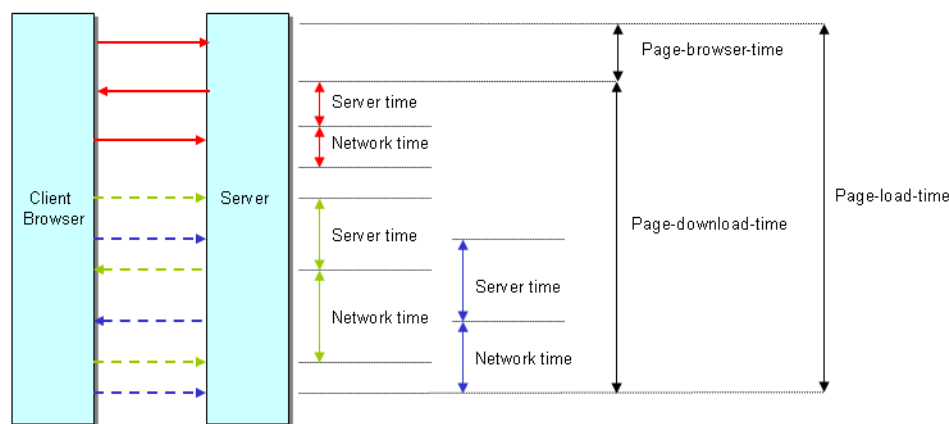 Page-browser-time
Server time
Network time
Client
Browser
Server
Page-load-time
Page-download-time
Server time
Server time
Network time
Network time